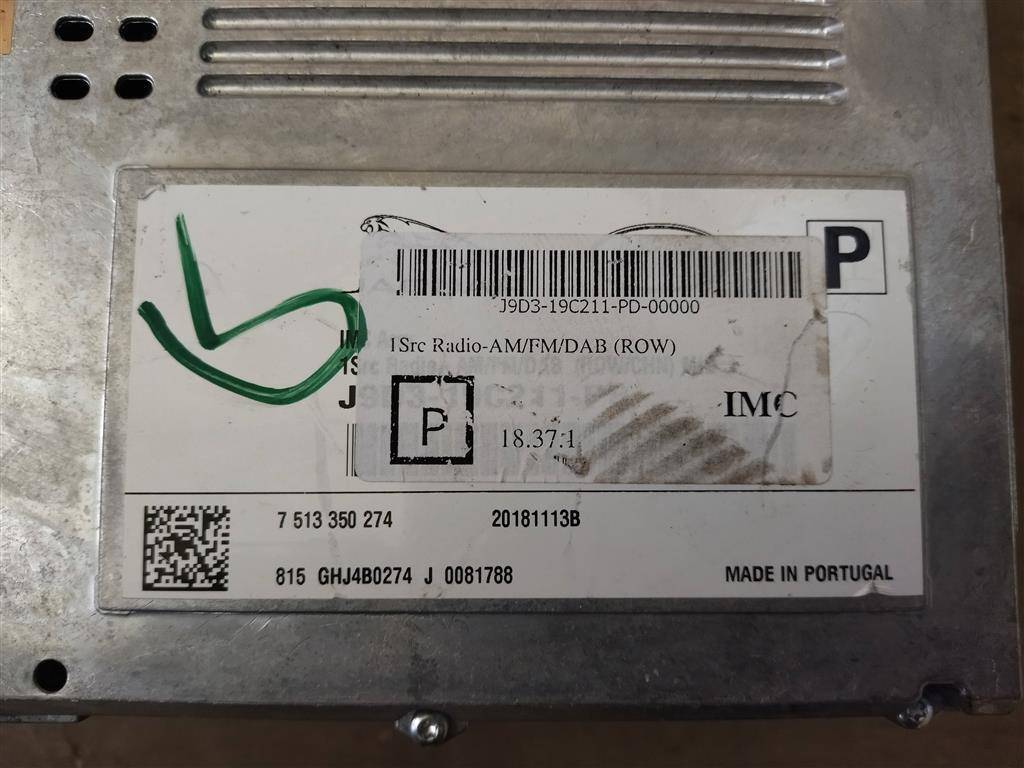 P
J9D3-19C211-PD-00000
1Src Radio-AM/FM/DAB (ROW)
P
18.37.1
IMC
7 513 350 274 20181113B
815 GHJ4B0274 J 0081788
MADE IN PORTUGAL